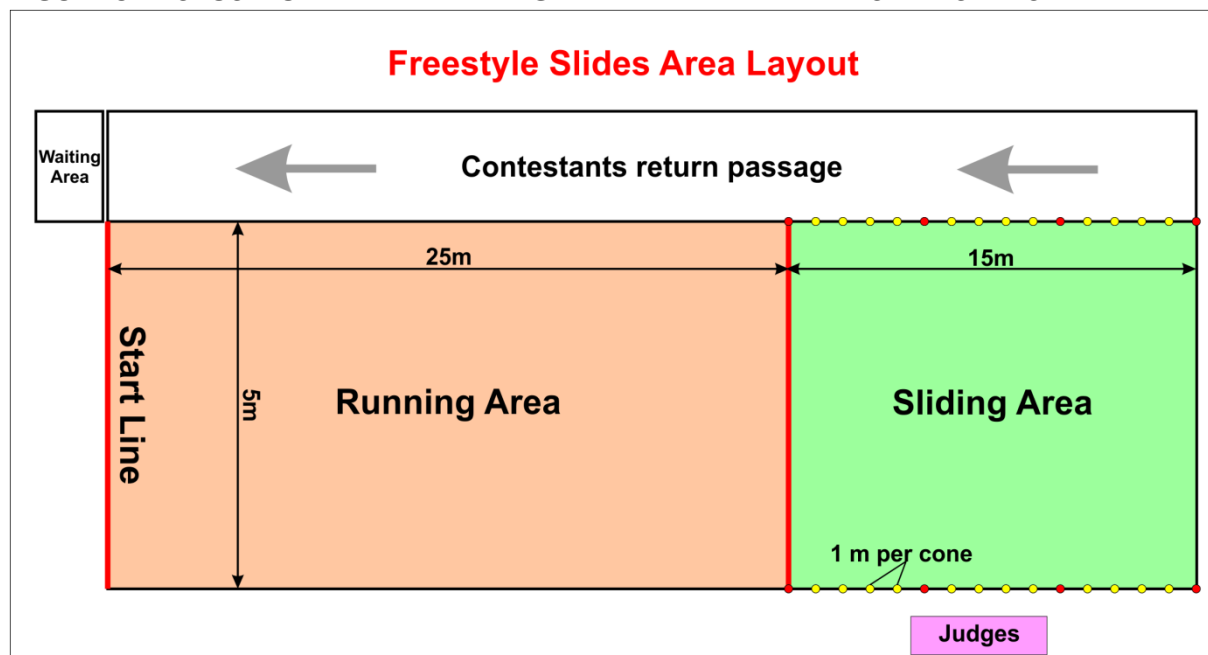 Freestyle Slides Area Layout
Waiting
Area
Contestants return passage
25m
15m
Start Line
5m
Running Area
Sliding Area
1 m per cone
Judges